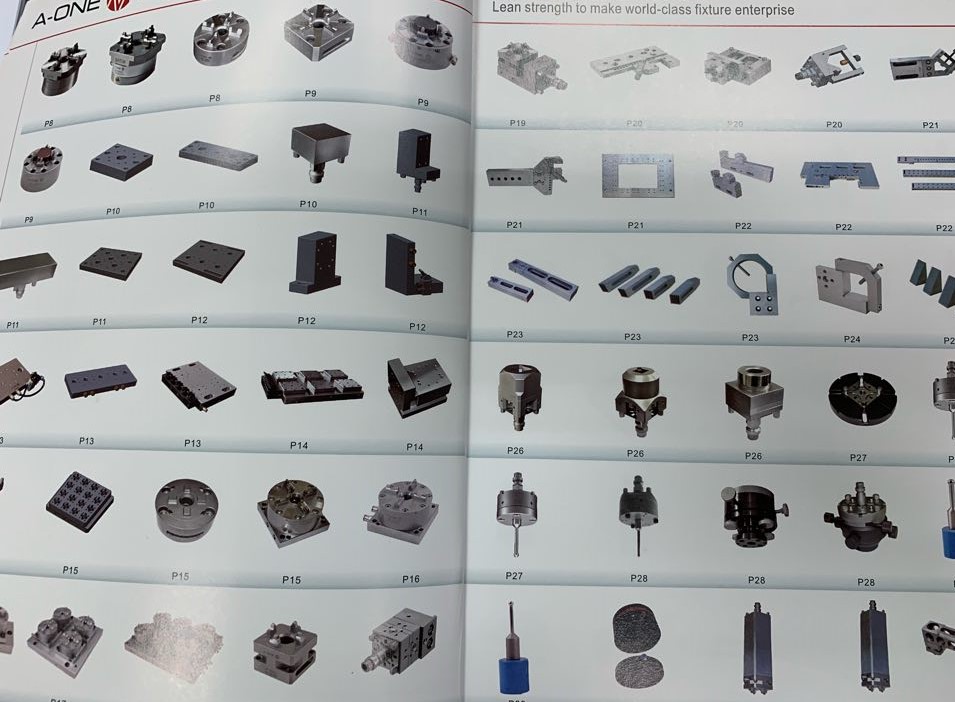 A-ONE
P8 P8 P8 P9 P9
P9 P10 P10 P10 P11
P11 P11 P12 P12 P12
P13 P13 P14 P14
P15 P15 P15 P16
Lean strength to make world-class fixture enterprise
P19 P20 P20 P20 P21
P21 P21 P22 P22 P22
P23 P23 P23 P24
P26 P26 P26 P27
P27 P28 P28 P28